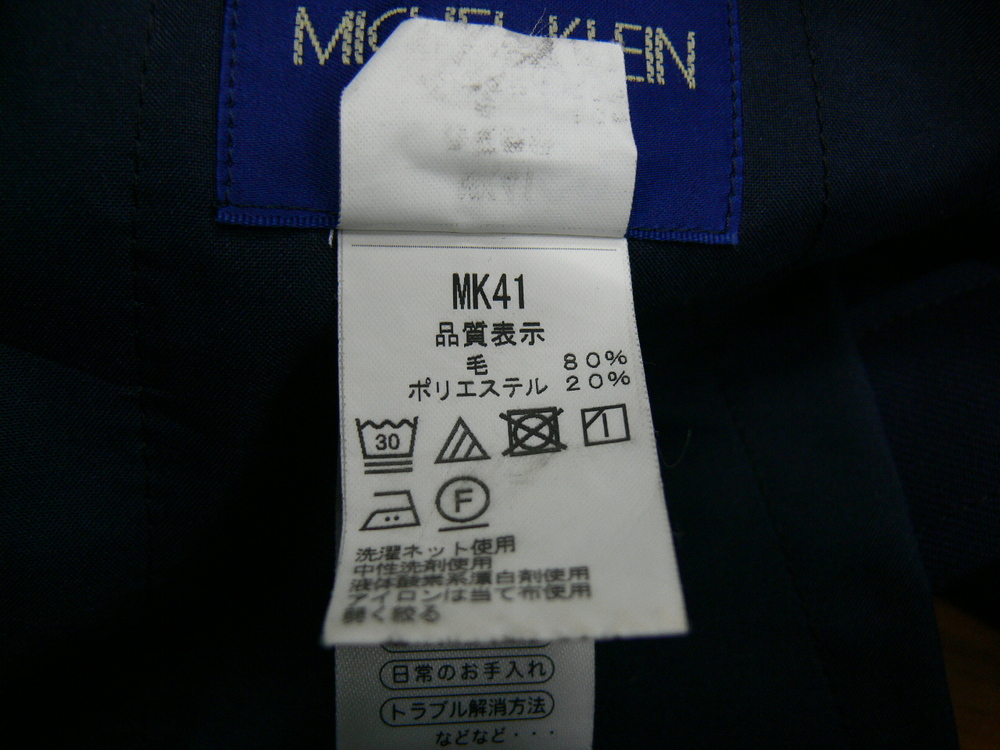 MICHEL KLEIN
MK41
品質表示
毛 80%
ポリエステル 20%
30
F
洗濯ネット使用
中性洗剤使用
液体酸素系漂白剤使用
アイロンは当て布使用
軽く絞る
日常のお手入れ
トラブル解消方法
などなど・・・